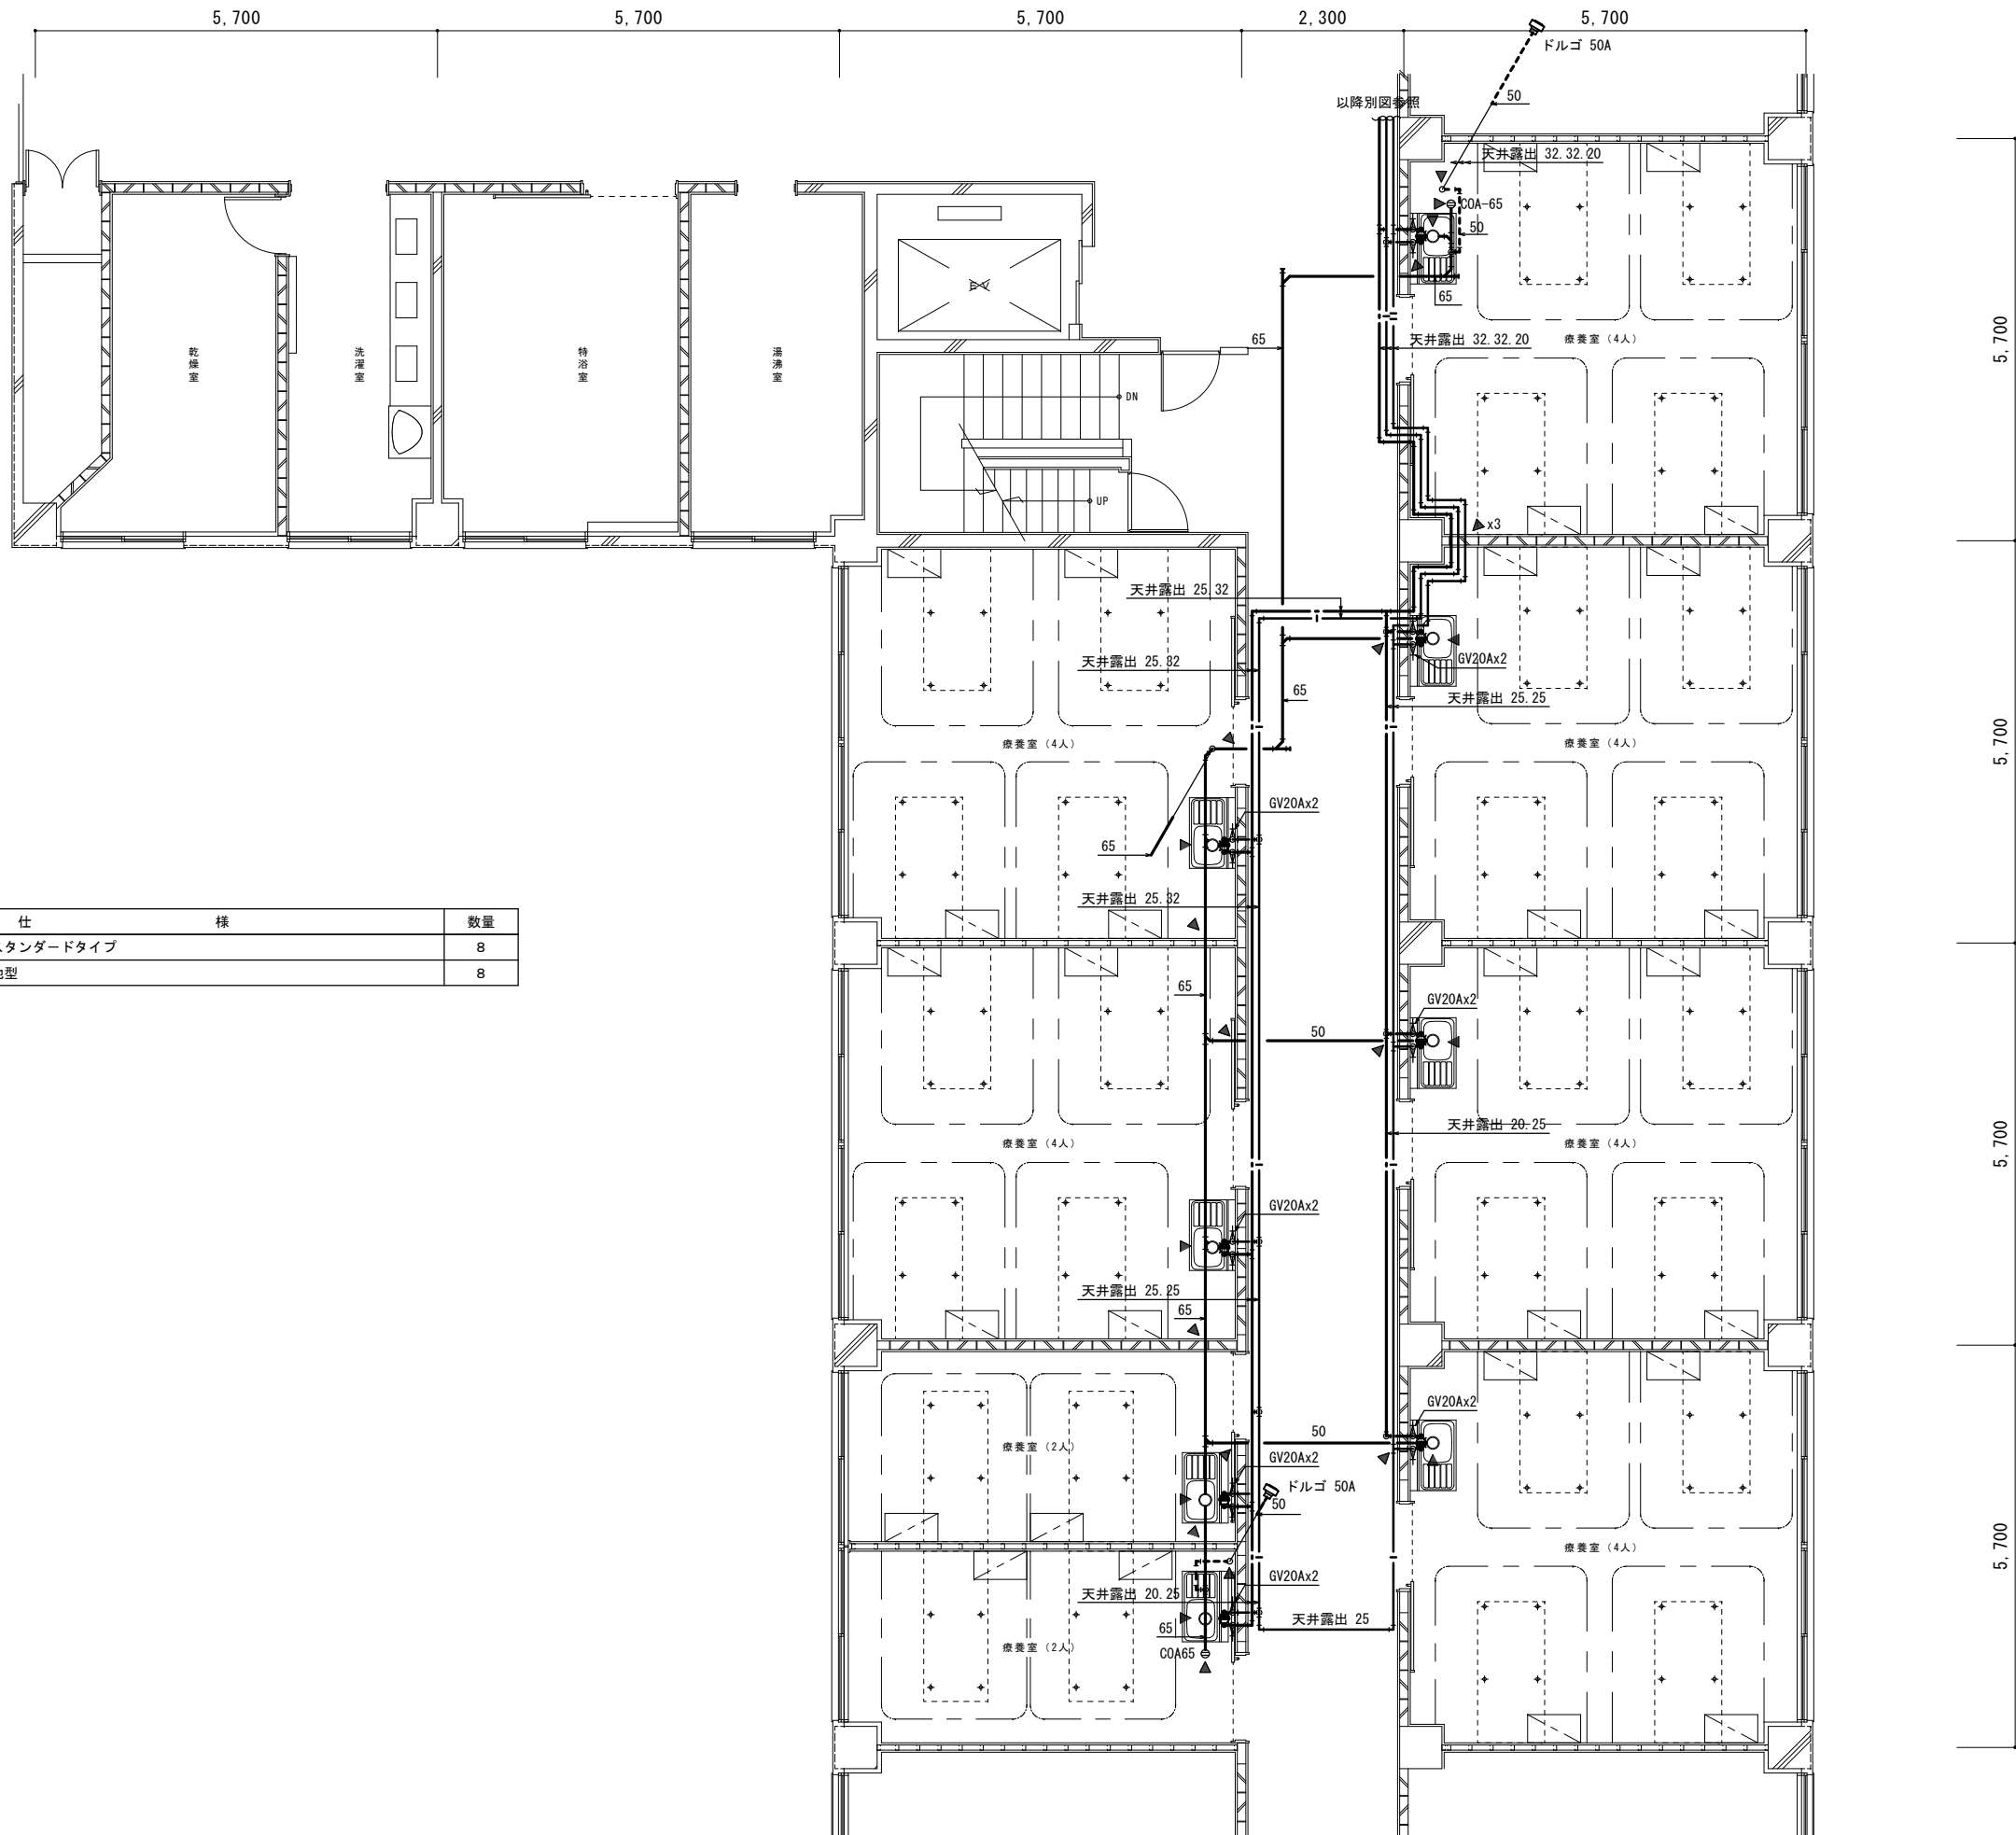 5,700
5,700
5,700
2,300
5,700
ドルゴ 50A
50
以降別図参照
天井露出 32.32.20
COA-65
50
65
5,700
65
天井露出 32.32.20
療養室（4人）
乾燥室
洗濯室
特浴室
湯沸室
EV
DN
UP
x3
天井露出 25.32
天井露出 25.32
GV20Ax2
65
天井露出 25.25
療養室（4人）
療養室（4人）
5,700
GV20Ax2
65
天井露出 25.32
仕 様 数量
スタンダードタイプ 8
型 8
65
GV20Ax2
50
天井露出 20.25
療養室（4人）
療養室（4人）
5,700
GV20Ax2
天井露出 25.25
65
GV20Ax2
50
療養室（2人）
GV20Ax2
ドルゴ 50A
50
療養室（4人）
5,700
GV20Ax2
天井露出 20.25
天井露出 25
65
療養室（2人）
COA65